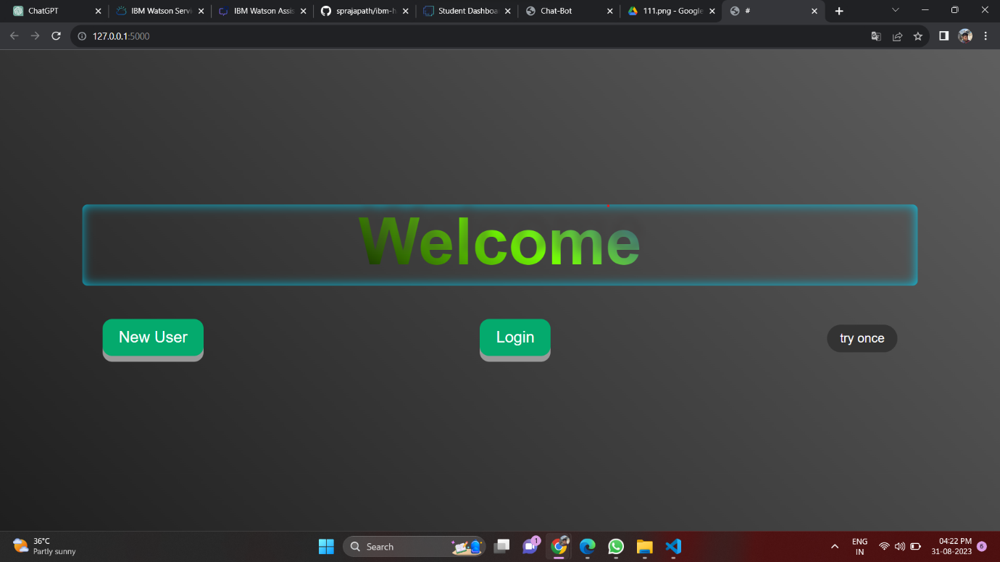 ChatGPT
IBM Watson Servi
IBM Watson Assis
sprajapath/ibm-h
Student Dashboa
Chat-Bot
111.png - Google
#
127.0.0.1:5000
Welcome
New User
Login
try once
36°C
Partly sunny
Search
1
ENG
IN
04:22 PM
31-08-2023
6